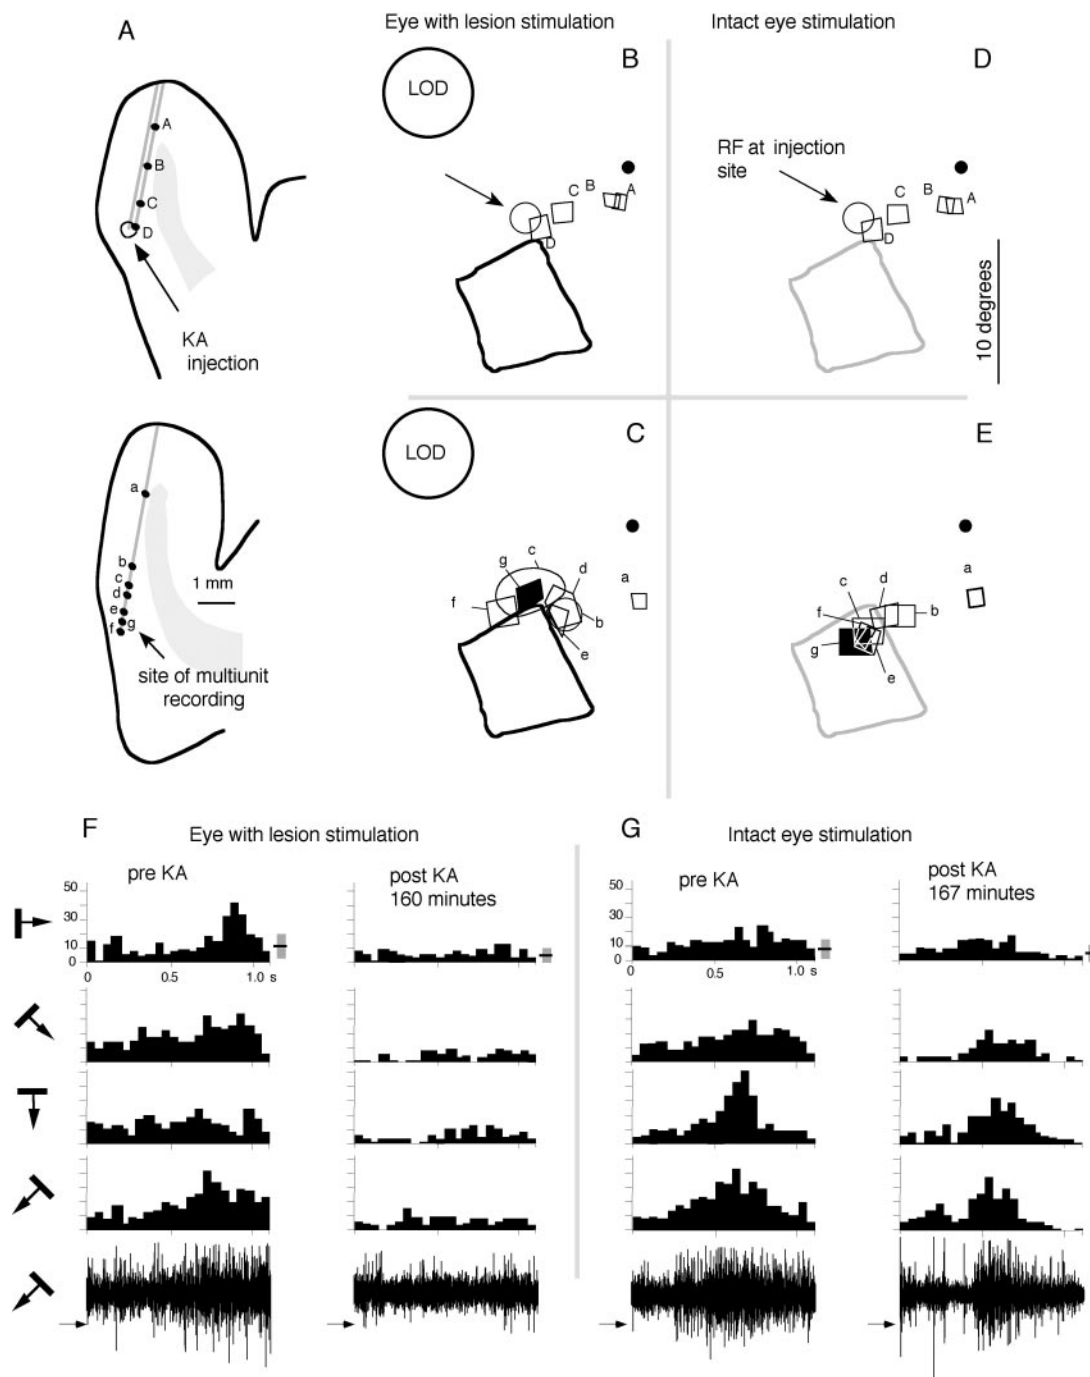 Eye with lesion stimulation
Intact eye stimulation
A
B
D
LOD
A
B
C
D
KA
injection
B
C
A
D
RF at injection
site
C
B
A
D
10 degrees
C
E
LOD
a
b
c
d
e
g
f
1 mm
site of multiunit
recording
c
g
d
f
a
b
e
a
c
d
f
b
g
e
F
Eye with lesion stimulation
G
Intact eye stimulation
pre KA
post KA
160 minutes
pre KA
post KA
167 minutes
50
30
10
0
0
0.5
1.0 s
50
30
10
0
0
0.5
1.0 s